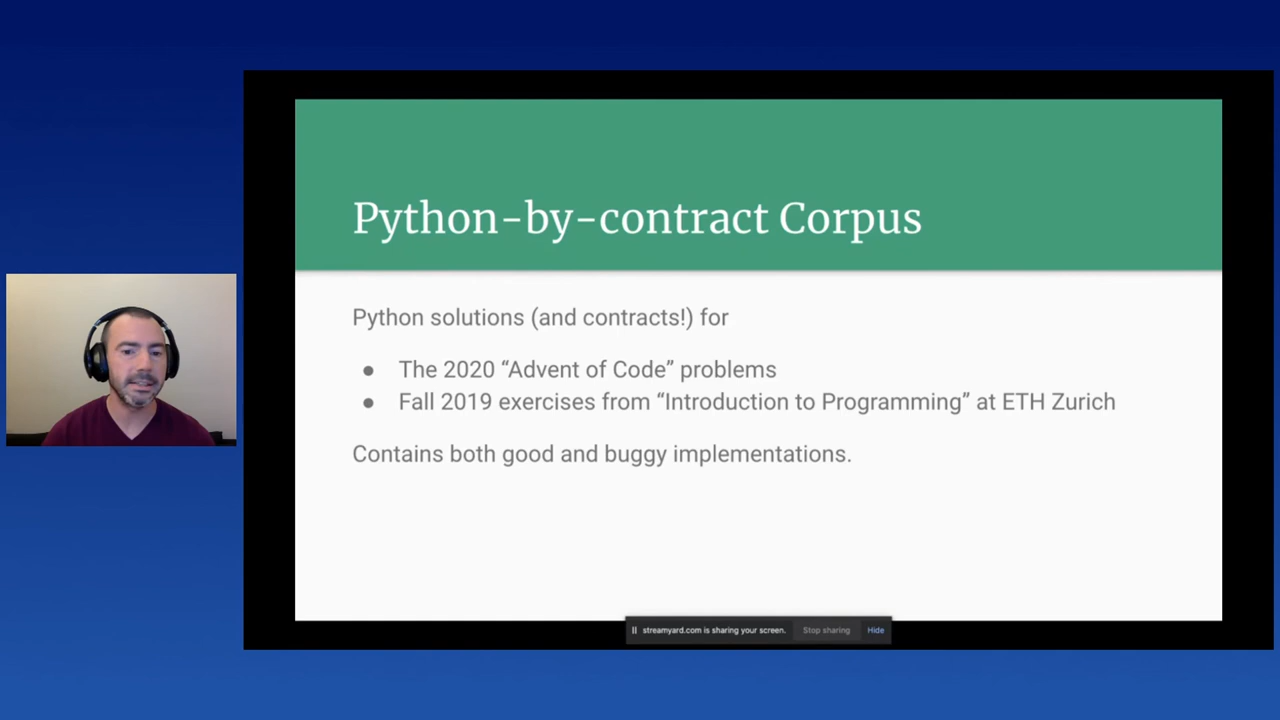 Python-by-contract Corpus
Python solutions (and contracts!) for
● The 2020 “Advent of Code” problems
● Fall 2019 exercises from “Introduction to Programming” at ETH Zurich
Contains both good and buggy implementations.
streamyard.com is sharing your screen. Stop sharing Hide